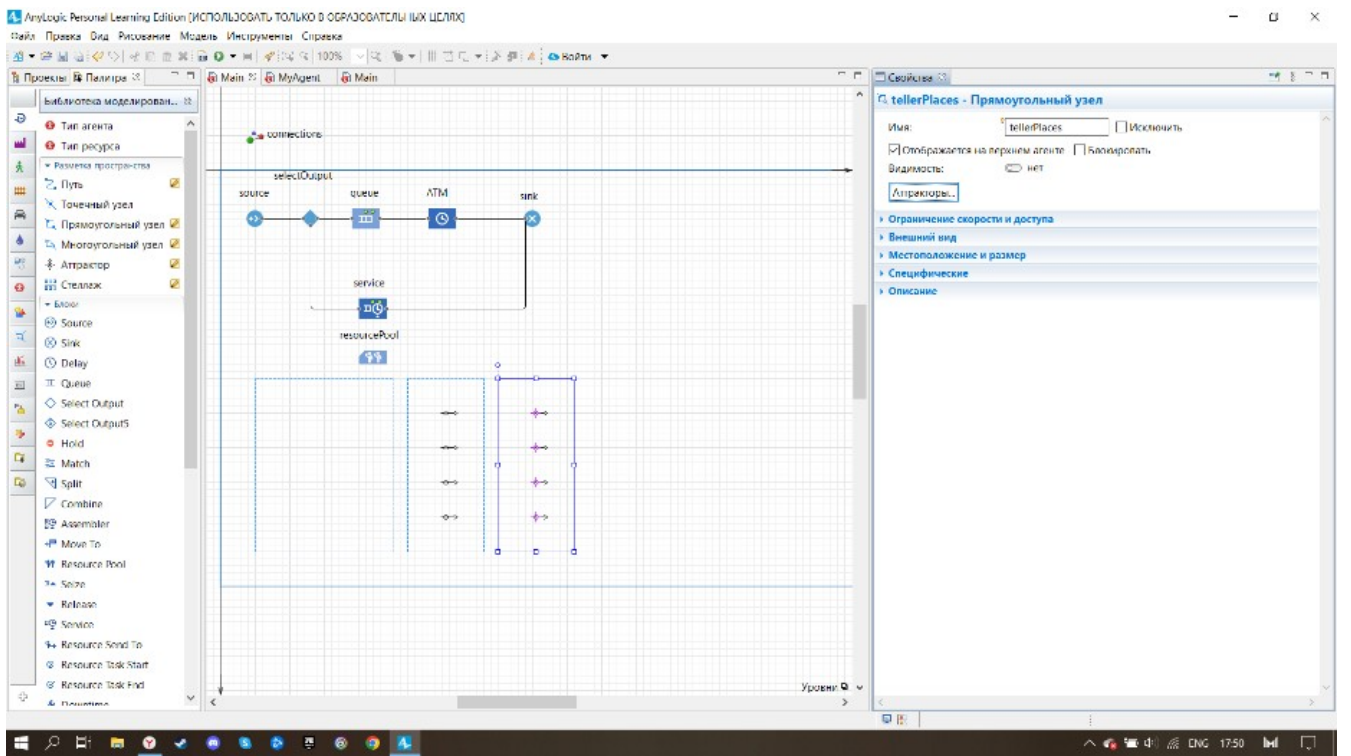 AnyLogic Personal Learning Edition [ИСПОЛЬЗОВАТЬ ТОЛЬКО В ОБРАЗОВАТЕЛЬНЫХ ЦЕЛЯХ]
Файл Правка Вид Рисование Модель Инструменты Справка
100% Войти
Проекты Палитра Main MyAgent Main Свойства
Библиотека моделирован...
Тип агента
Тип ресурса
Разметка пространства
Путь
Точечный узел
Прямоугольный узел
Многоугольный узел
Аттрактор
Стеллаж
Блоки
Source
Sink
Delay
Queue
Select Output
Select Output5
Hold
Match
Split
Combine
Assembler
Move To
Resource Pool
Seize
Release
Service
Resource Send To
Resource Task Start
Resource Task End
Downtime
connections
selectOutput
source queue ATM sink
service
resourcePool
Уровни
tellerPlaces - Прямоугольный узел
Имя: tellerPlaces Исключить
Отображается на верхнем агенте Блокировать
Видимость: нет
Аттракторы...
Ограничение скорости и доступа
Внешний вид
Местоположение и размер
Специфические
Описание
ENG 17:50